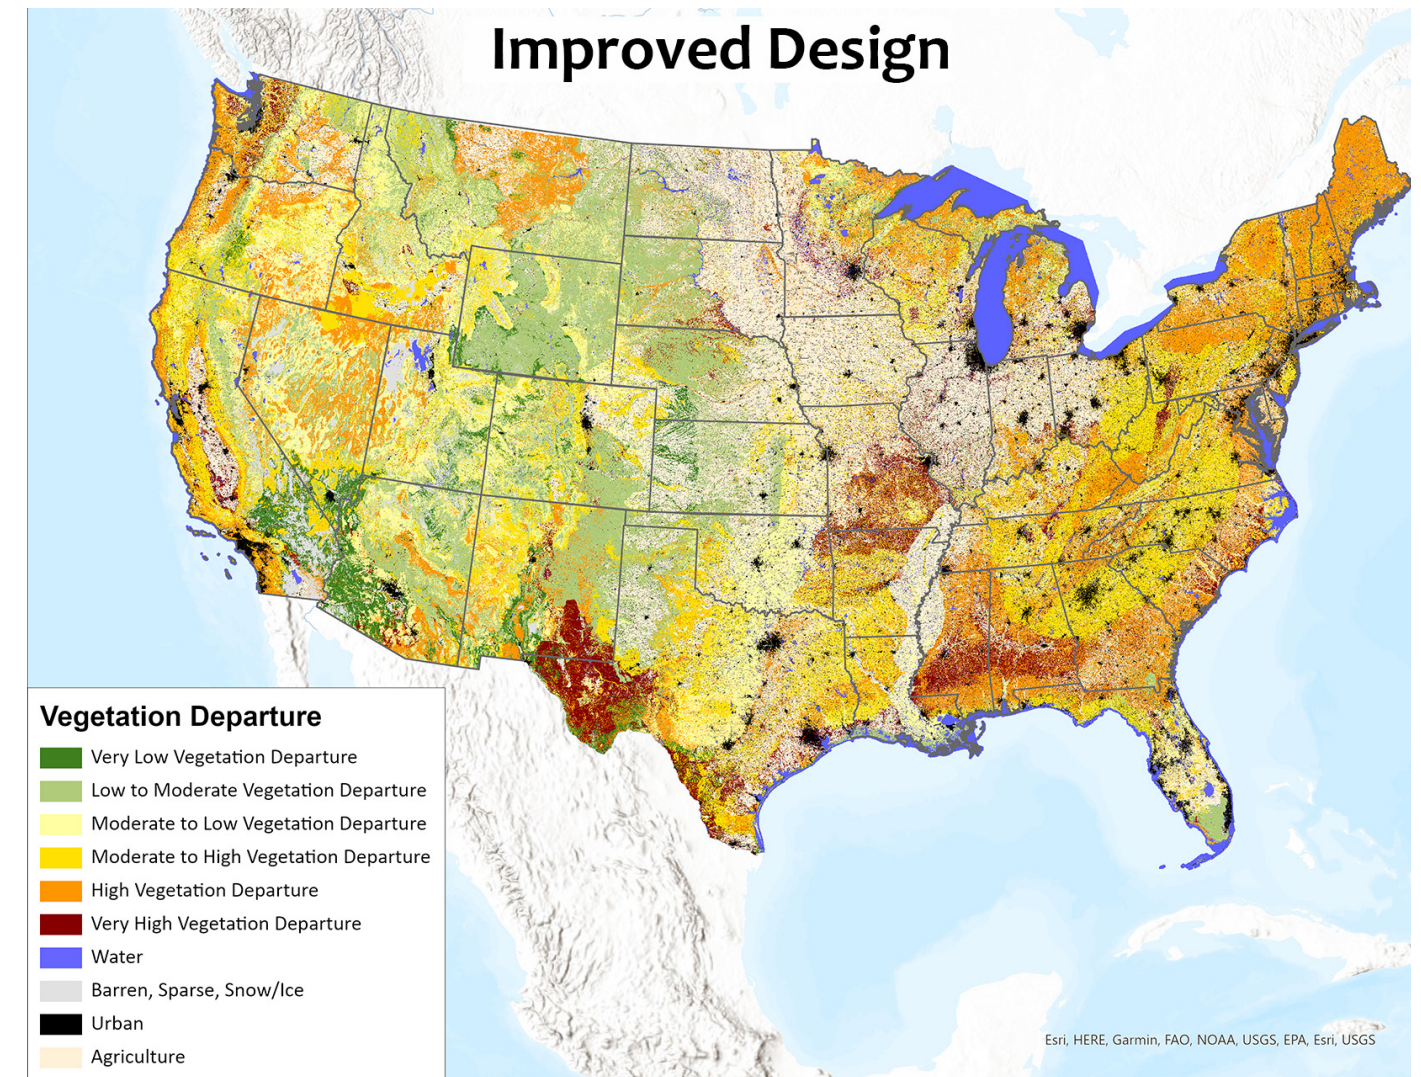 Improved Design
Vegetation Departure
Very Low Vegetation Departure
Low to Moderate Vegetation Departure
Moderate to Low Vegetation Departure
Moderate to High Vegetation Departure
High Vegetation Departure
Very High Vegetation Departure
Water
Barren, Sparse, Snow/Ice
Urban
Agriculture
Esri, HERE, Garmin, FAO, NOAA, USGS, EPA, Esri, USGS